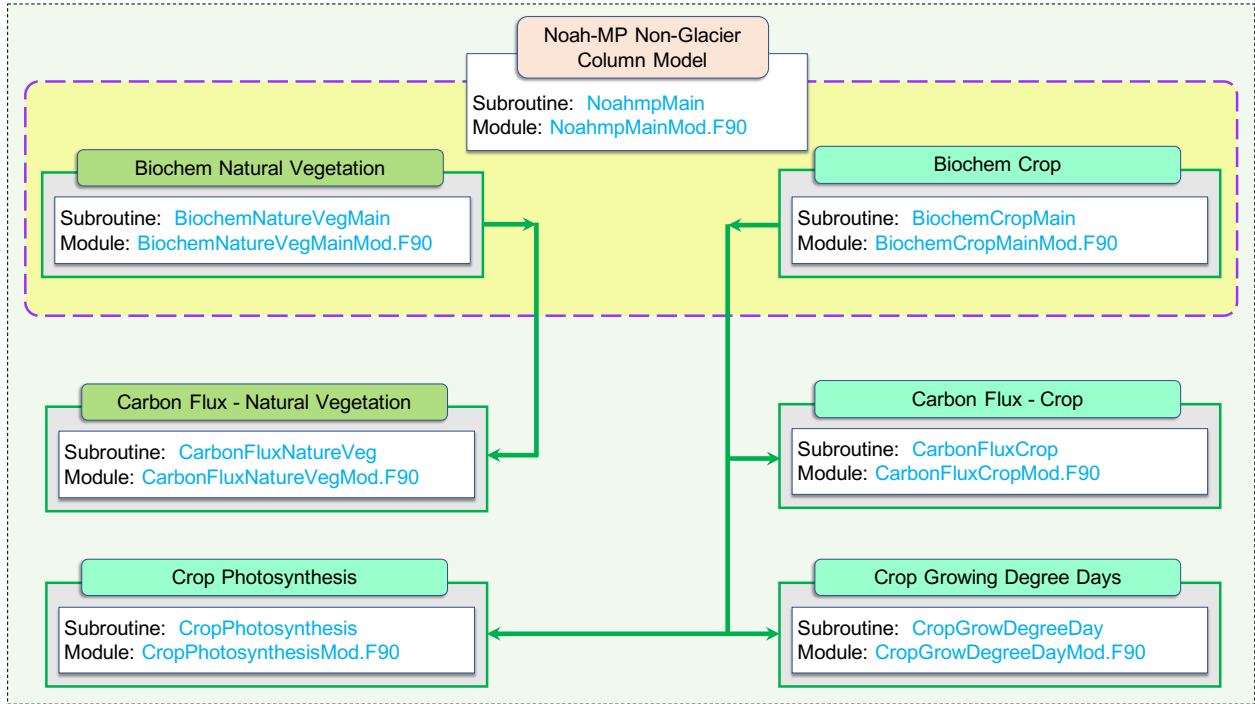 Noah-MP Non-Glacier
Column Model
Subroutine: NoahmpMain
Module: NoahmpMainMod.F90
Biochem Natural Vegetation
Subroutine: BiochemNatureVegMain
Module: BiochemNatureVegMainMod.F90
Biochem Crop
Subroutine: BiochemCropMain
Module: BiochemCropMainMod.F90
Carbon Flux - Natural Vegetation
Subroutine: CarbonFluxNatureVeg
Module: CarbonFluxNatureVegMod.F90
Carbon Flux - Crop
Subroutine: CarbonFluxCrop
Module: CarbonFluxCropMod.F90
Crop Photosynthesis
Subroutine: CropPhotosynthesis
Module: CropPhotosynthesisMod.F90
Crop Growing Degree Days
Subroutine: CropGrowDegreeDay
Module: CropGrowDegreeDayMod.F90